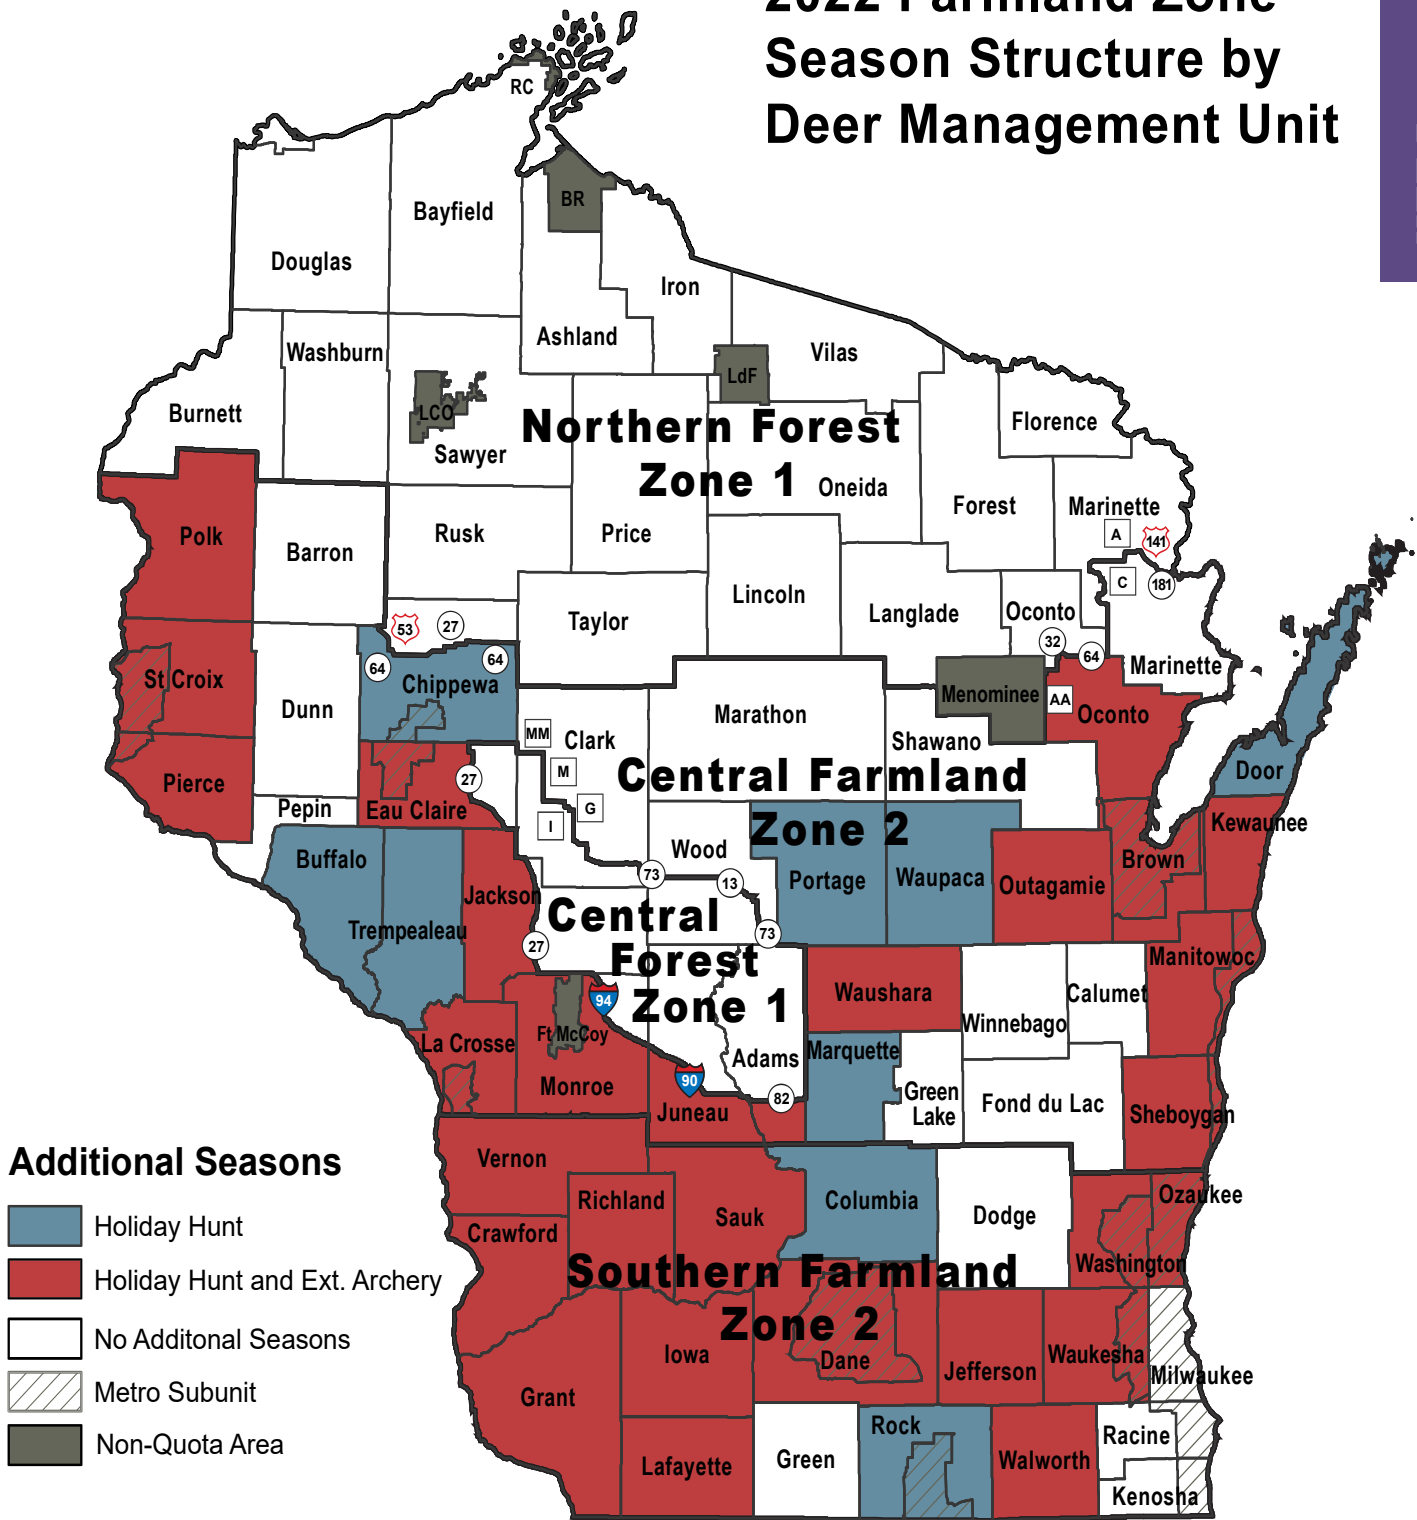 2022 Farmland Zone
Season Structure by
Deer Management Unit
RC
BR
Bayfield
Douglas
Iron
Ashland
Washburn
Vilas
LdF
Burnett
LCO
Florence
Northern Forest
Zone 1
Sawyer
Oneida
Forest
Marinette
A
141
Polk
Barron
Rusk
Price
C
181
Lincoln
Langlade
Oconto
Taylor
53
27
32
64
64
64
Marinette
St Croix
Chippewa
Menominee
AA
Dunn
Marathon
Oconto
MM
Clark
Shawano
M
27
Central Farmland
Zone 2
Door
Pierce
Pepin
Eau Claire
G
I
Kewaunee
Wood
Buffalo
73
13
Portage
Waupaca
Outagamie
Brown
Jackson
Central
Forest
Zone 1
Trempealeau
27
73
Manitowoc
94
Waushara
Calumet
Winnebago
Ft McCoy
La Crosse
Adams
Marquette
90
Monroe
82
Green
Lake
Fond du Lac
Juneau
Sheboygan
Vernon
Richland
Columbia
Ozaukee
Sauk
Dodge
Crawford
Washington
Southern Farmland
Zone 2
Iowa
Dane
Jefferson
Waukesha
Milwaukee
Grant
Rock
Racine
Lafayette
Green
Walworth
Kenosha
Additional Seasons
Holiday Hunt
Holiday Hunt and Ext. Archery
No Additonal Seasons
Metro Subunit
Non-Quota Area